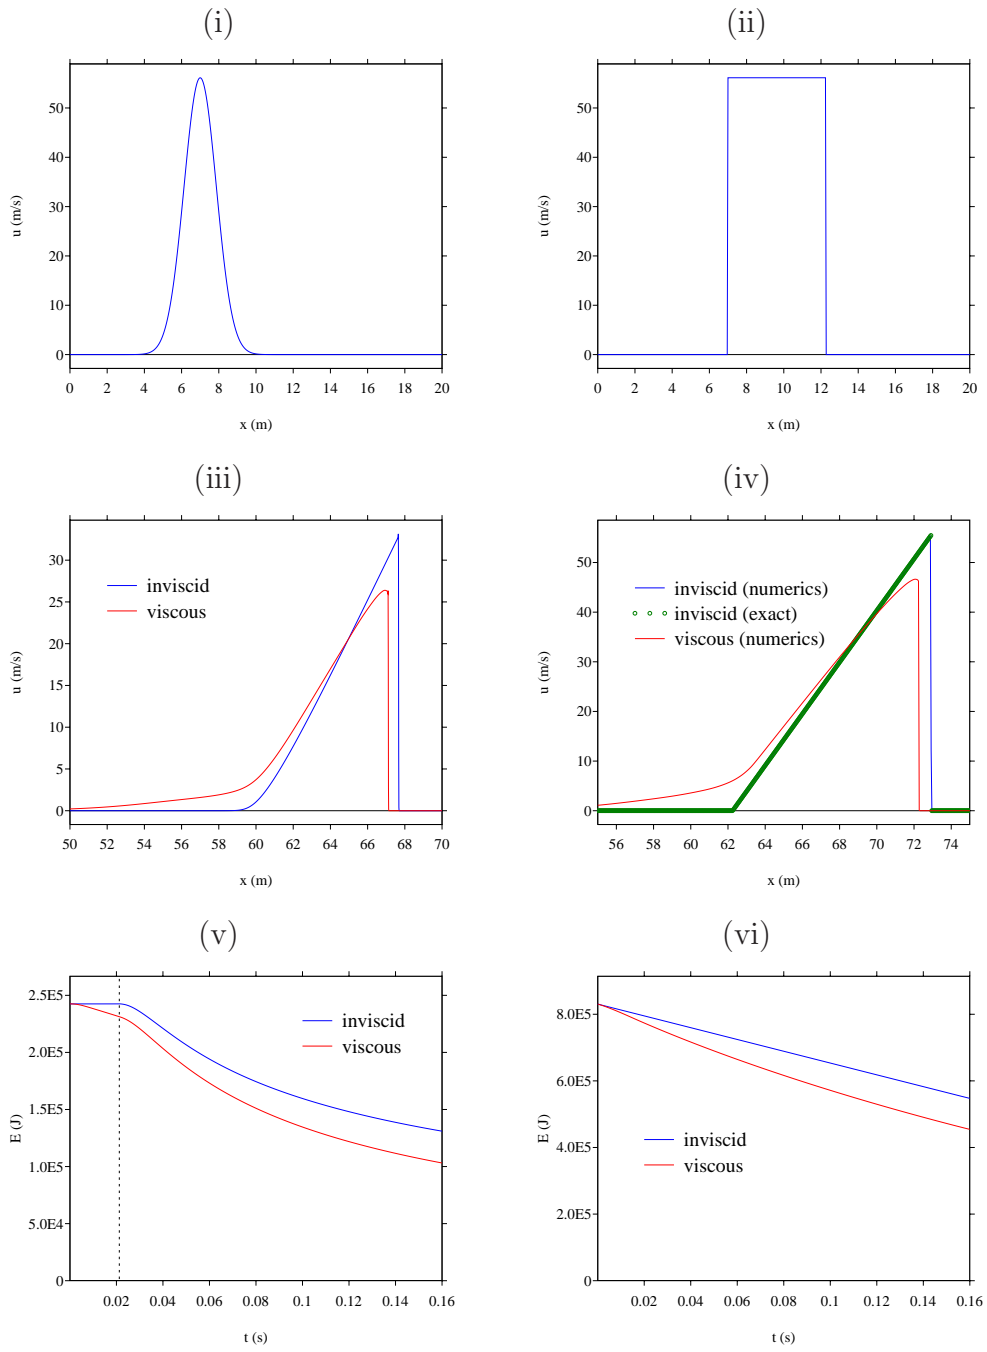 (i)
u (m/s)
50
40
30
20
10
0
0 2 4 6 8 10 12 14 16 18 20
x (m)
(ii)
u (m/s)
50
40
30
20
10
0
0 2 4 6 8 10 12 14 16 18 20
x (m)
(iii)
u (m/s)
30
25
20
15
10
5
0
inviscid
viscous
50 52 54 56 58 60 62 64 66 68 70
x (m)
(iv)
u (m/s)
50
40
30
20
10
0
inviscid (numerics)
inviscid (exact)
viscous (numerics)
56 58 60 62 64 66 68 70 72 74
x (m)
(v)
E (J)
2.5E5
2.0E5
1.5E5
1.0E5
5.0E4
0
inviscid
viscous
0.02 0.04 0.06 0.08 0.1 0.12 0.14 0.16
t (s)
(vi)
E (J)
8.0E5
6.0E5
4.0E5
2.0E5
0
inviscid
viscous
0.02 0.04 0.06 0.08 0.1 0.12 0.14 0.16
t (s)